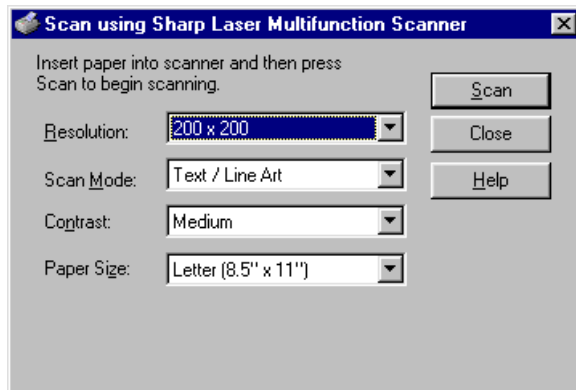 Scan using Sharp Laser Multifunction Scanner
Insert paper into scanner and then press
Scan to begin scanning.
Scan
Resolution: 200 x 200
Close
Scan Mode: Text / Line Art
Help
Contrast: Medium
Paper Size: Letter (8.5" x 11")